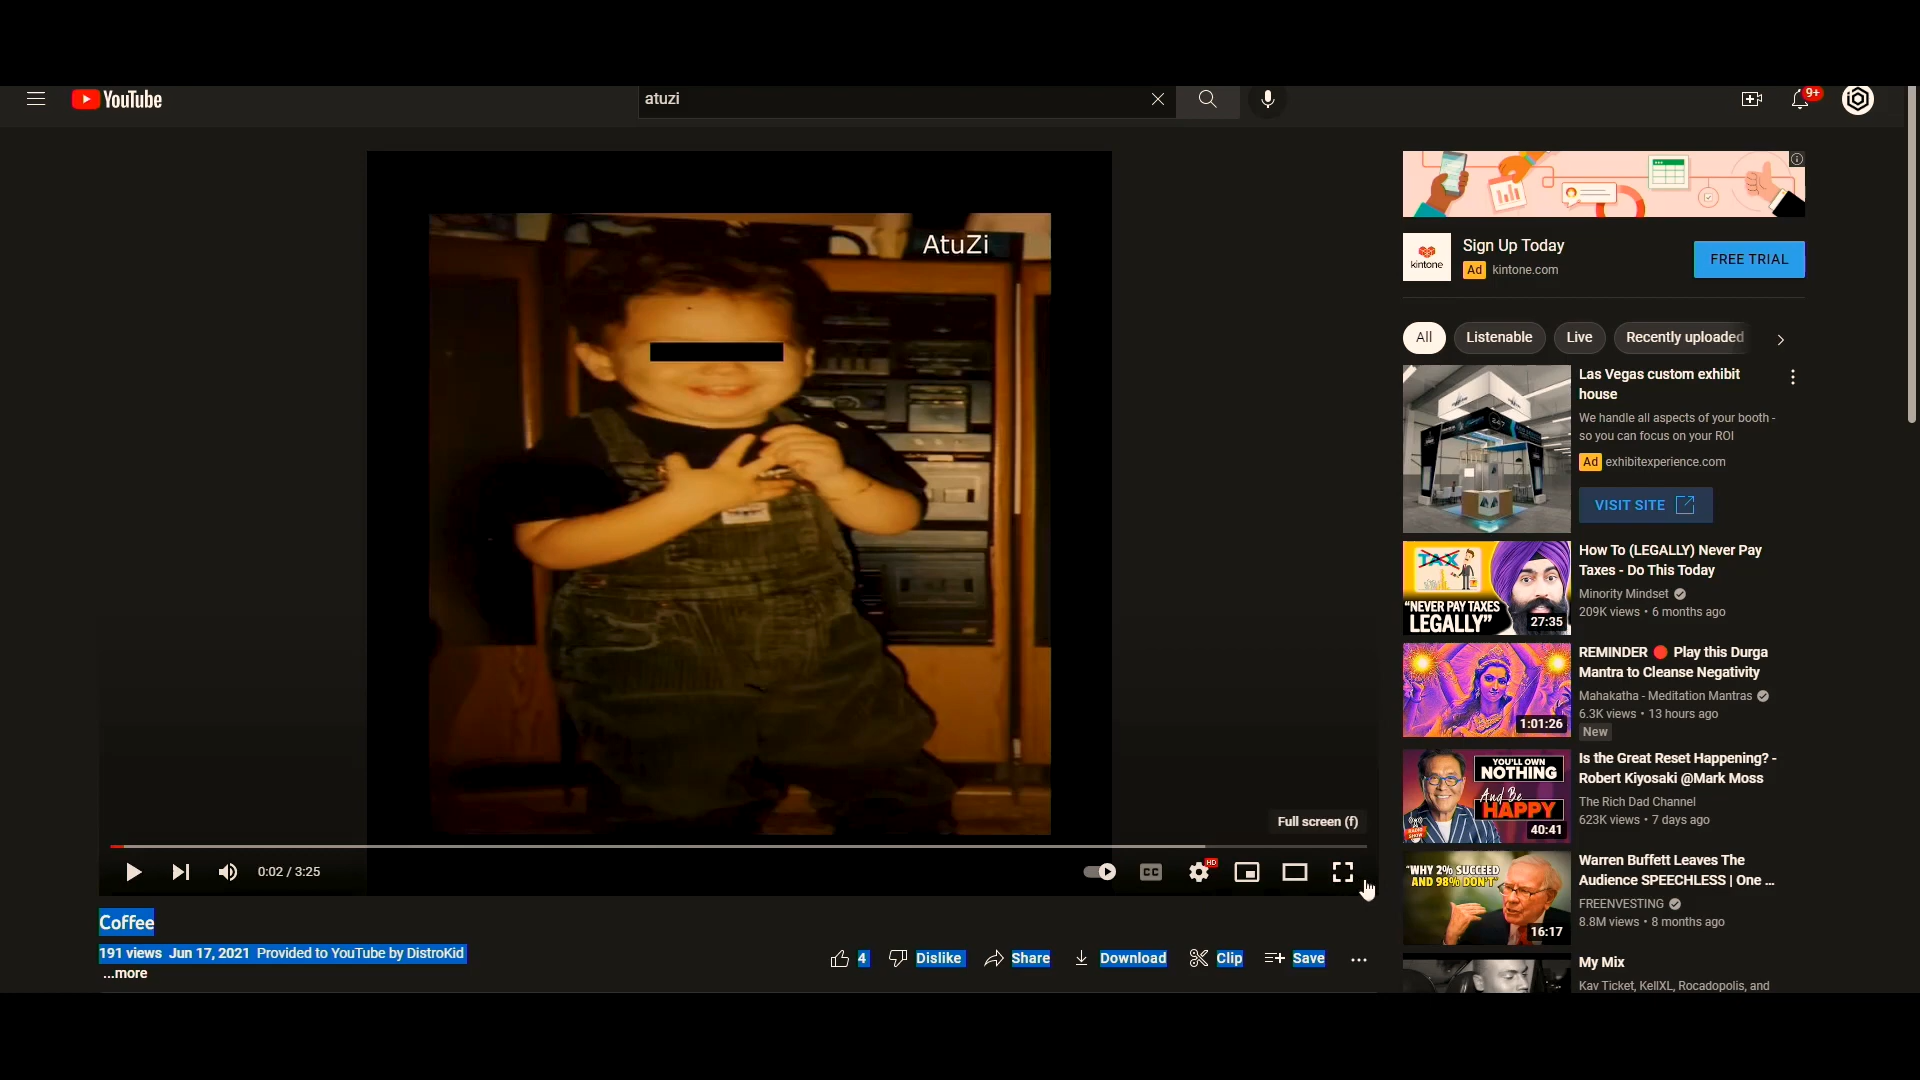 YouTube
atuzi
9+
AtuZi
Full screen (f)
0:02 / 3:25
CC
HD
Coffee
191 views Jun 17, 2021 Provided to YouTube by DistroKid
...more
4
Dislike
Share
Download
Clip
Save
kintone
Sign Up Today
Ad kintone.com
FREE TRIAL
All
Listenable
Live
Recently uploaded
Las Vegas custom exhibit
house
We handle all aspects of your booth -
so you can focus on your ROI
Ad exhibitexperience.com
VISIT SITE
TAX
"NEVER PAY TAXES
LEGALLY"
27:35
How To (LEGALLY) Never Pay
Taxes - Do This Today
Minority Mindset
209K views • 6 months ago
1:01:26
REMINDER 🔴 Play this Durga
Mantra to Cleanse Negativity
Mahakatha - Meditation Mantras
6.3K views • 13 hours ago
New
YOU'LL OWN
NOTHING
And Be
HAPPY
RADIO
SHOW
40:41
Is the Great Reset Happening? -
Robert Kiyosaki @Mark Moss
The Rich Dad Channel
623K views • 7 days ago
"WHY 2% SUCCEED
AND 98% DON'T"
16:17
Warren Buffett Leaves The
Audience SPEECHLESS | One ...
FREENVESTING
8.8M views • 8 months ago
My Mix
Kav Ticket, KellXL, Rocadopolis, and